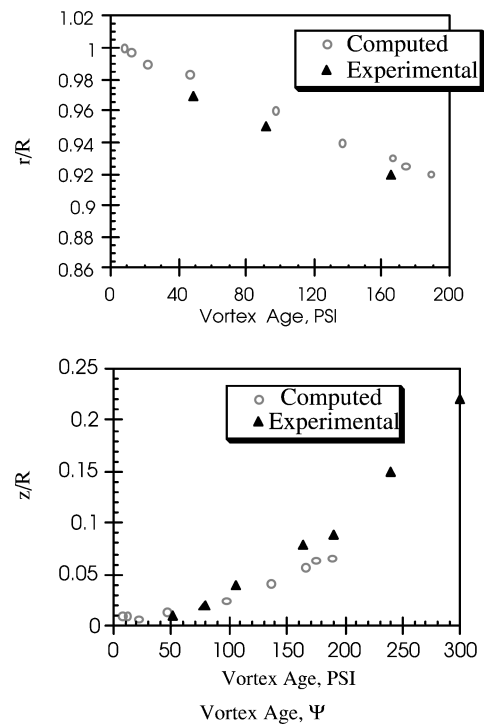 1.02
1
0.98
0.96
0.94
0.92
0.9
0.88
0.86
r/R
Computed
Experimental
0 40 80 120 160 200
Vortex Age, PSI
0.25
0.2
0.15
0.1
0.05
0
z/R
Computed
Experimental
0 50 100 150 200 250 300
Vortex Age, PSI
Vortex Age, Ψ